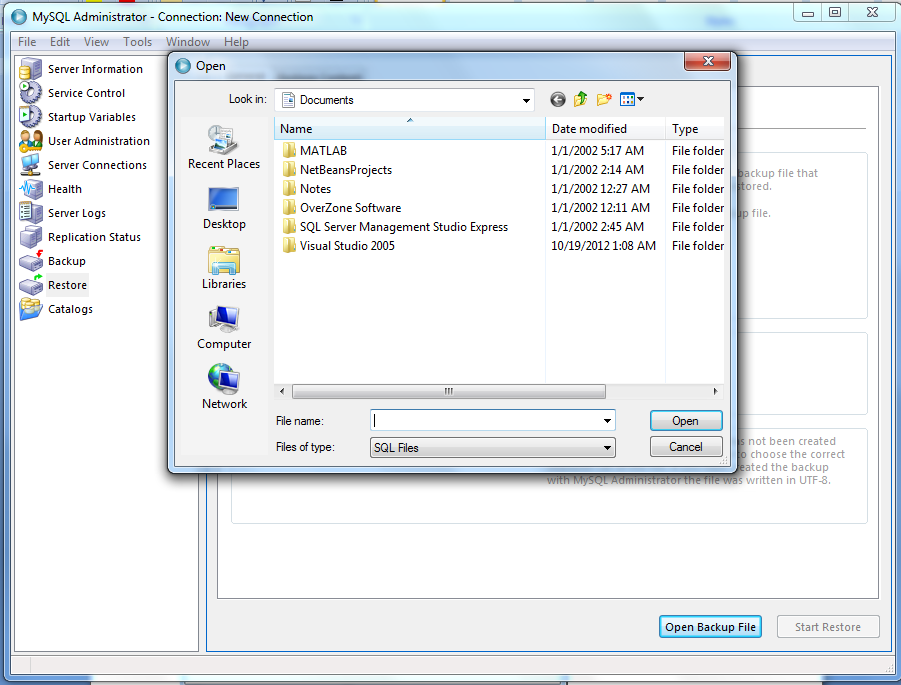 MySQL Administrator - Connection: New Connection
File Edit View Tools Window Help
Server Information
Service Control
Startup Variables
User Administration
Server Connections
Health
Server Logs
Replication Status
Backup
Restore
Catalogs
Open
Look in: Documents
Recent Places
Desktop
Libraries
Computer
Network
Name Date modified Type
MATLAB 1/1/2002 5:17 AM File folder
NetBeansProjects 1/1/2002 2:14 AM File folder
Notes 1/1/2002 12:27 AM File folder
OverZone Software 1/1/2002 12:11 AM File folder
SQL Server Management Studio Express 1/1/2002 2:45 AM File folder
Visual Studio 2005 10/19/2012 1:08 AM File folder
File name: Open
Files of type: SQL Files Cancel
backup file that
stored.
up file.
s not been created
to choose the correct
eated the backup
with MySQL Administrator the file was written in UTF-8.
Open Backup File Start Restore